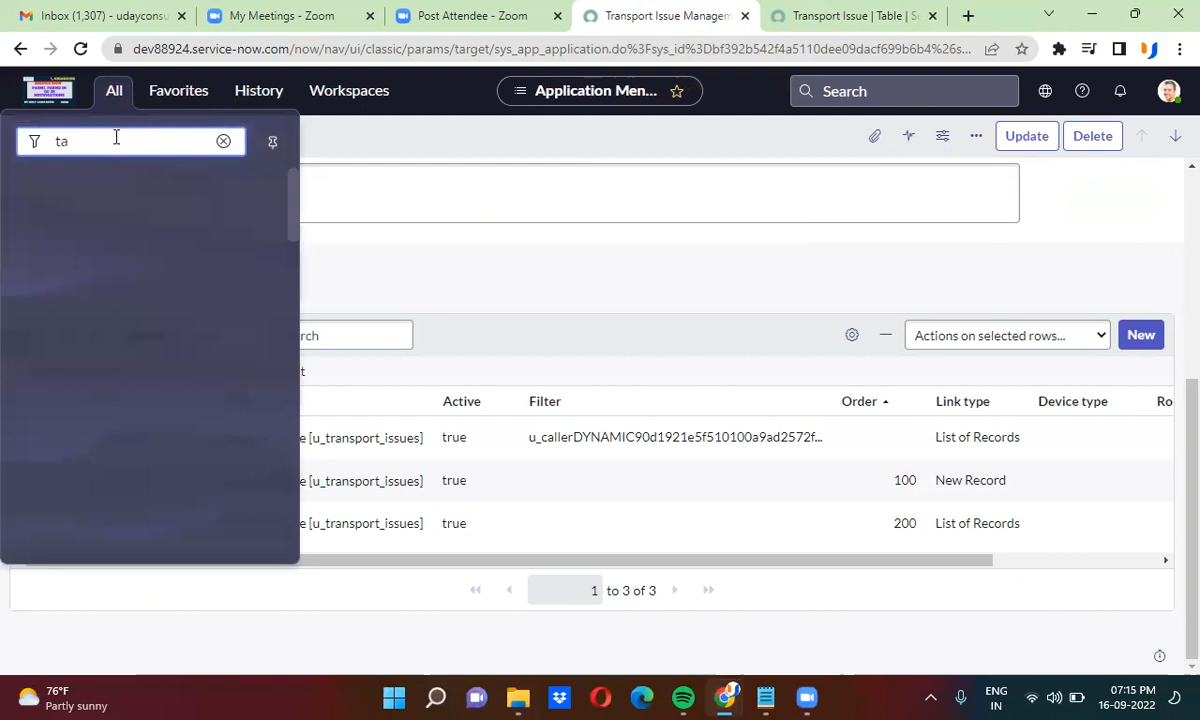 Inbox (1,307) - udayconsu
My Meetings - Zoom
Post Attendee - Zoom
Transport Issue Managem
Transport Issue | Table | Se
dev88924.service-now.com/now/nav/ui/classic/params/target/sys_app_application.do%3Fsys_id%3Dbf392b542f4a5110dee09dacf699b6b4%26s...
All
Favorites
History
Workspaces
Application Men...
Search
ta
Update
Delete
rch
Actions on selected rows...
New
t
Active
Filter
Order
Link type
Device type
Ro
e [u_transport_issues]
true
u_callerDYNAMIC90d1921e5f510100a9ad2572f...
List of Records
e [u_transport_issues]
true
100
New Record
e [u_transport_issues]
true
200
List of Records
1 to 3 of 3
76°F
Partly sunny
ENG
IN
07:15 PM
16-09-2022